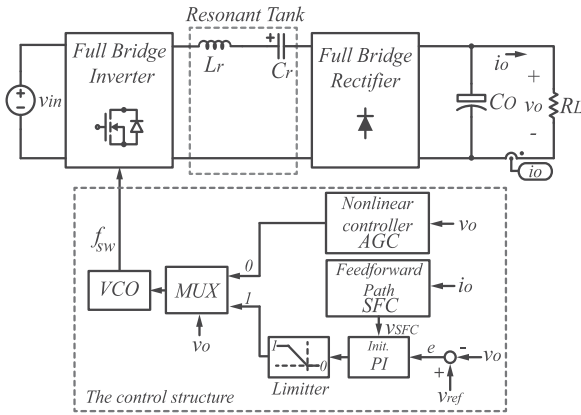 Resonant Tank
Full Bridge
Inverter
Lr
Cr
Full Bridge
Rectifier
vin
CO
io
+
vo
-
RL
io
fsw
Nonlinear
controller
AGC
vo
Feedforward
Path
SFC
io
0
1
VCO
MUX
vo
vSFC
1
0
Limitter
Init.
PI
e
-
+
vo
vref
The control structure